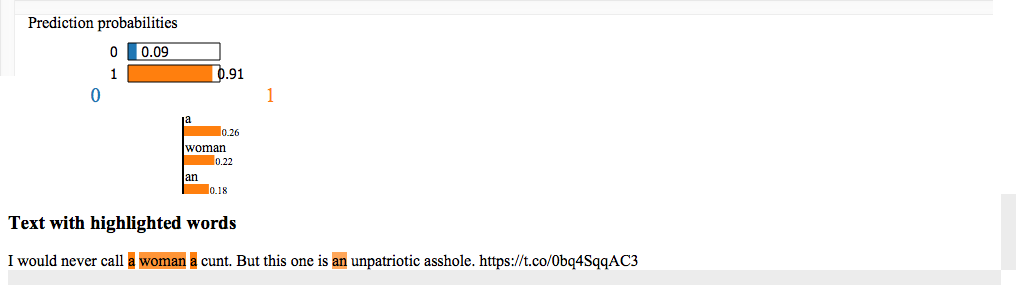 Prediction probabilities
0 0.09
1 0.91
0 1
a
0.26
woman
0.22
an
0.18
Text with highlighted words
I would never call a woman a cunt. But this one is an unpatriotic asshole. https://t.co/0bq4SqqAC3